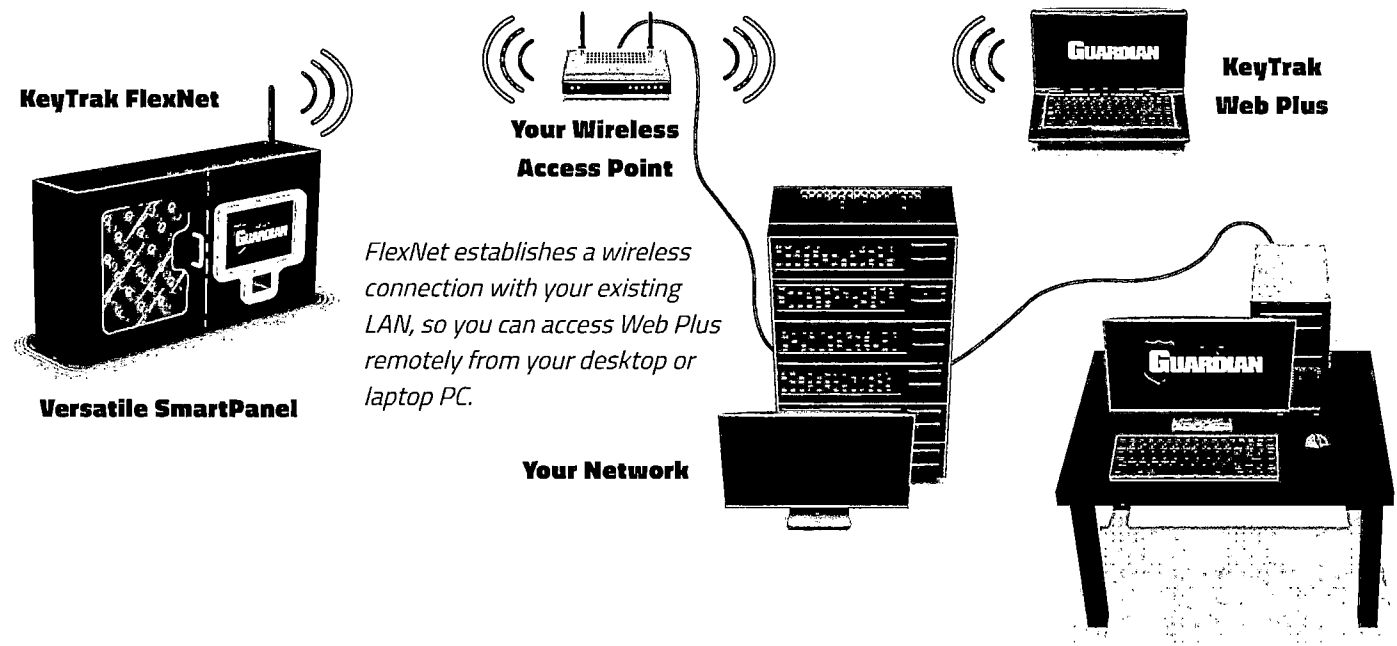 KeyTrak FlexNet
GUARDIAN
Versatile SmartPanel
Your Wireless
Access Point
FlexNet establishes a wireless
connection with your existing
LAN, so you can access Web Plus
remotely from your desktop or
laptop PC.
Your Network
GUARDIAN
KeyTrak
Web Plus
GUARDIAN